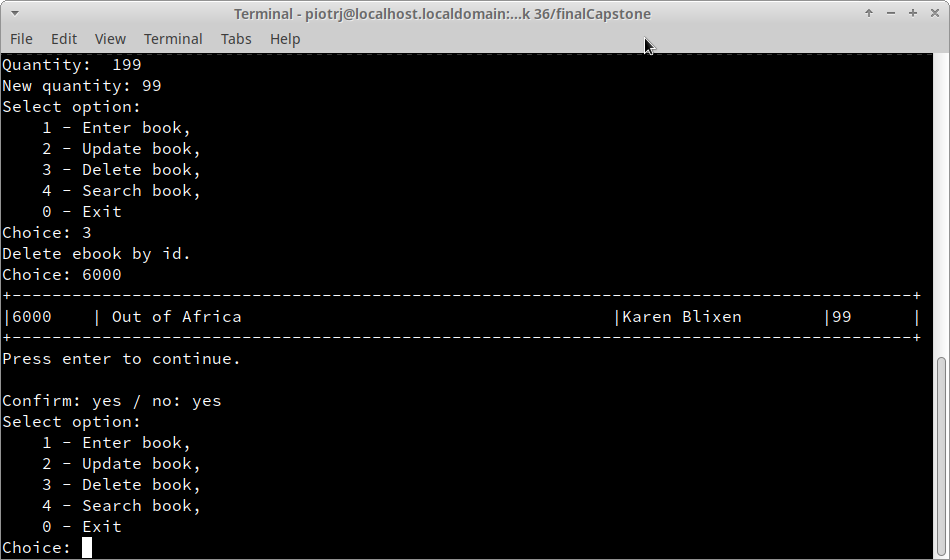 Terminal - piotrj@localhost.localdomain:...k 36/finalCapstone
File Edit View Terminal Tabs Help
Quantity:  199
New quantity: 99
Select option:
    1 - Enter book,
    2 - Update book,
    3 - Delete book,
    4 - Search book,
    0 - Exit
Choice: 3
Delete ebook by id.
Choice: 6000
+------------------------------------------------------------------------------------------+
|6000    | Out of Africa                                     |Karen Blixen        |99      |
+------------------------------------------------------------------------------------------+
Press enter to continue.

Confirm: yes / no: yes
Select option:
    1 - Enter book,
    2 - Update book,
    3 - Delete book,
    4 - Search book,
    0 - Exit
Choice: